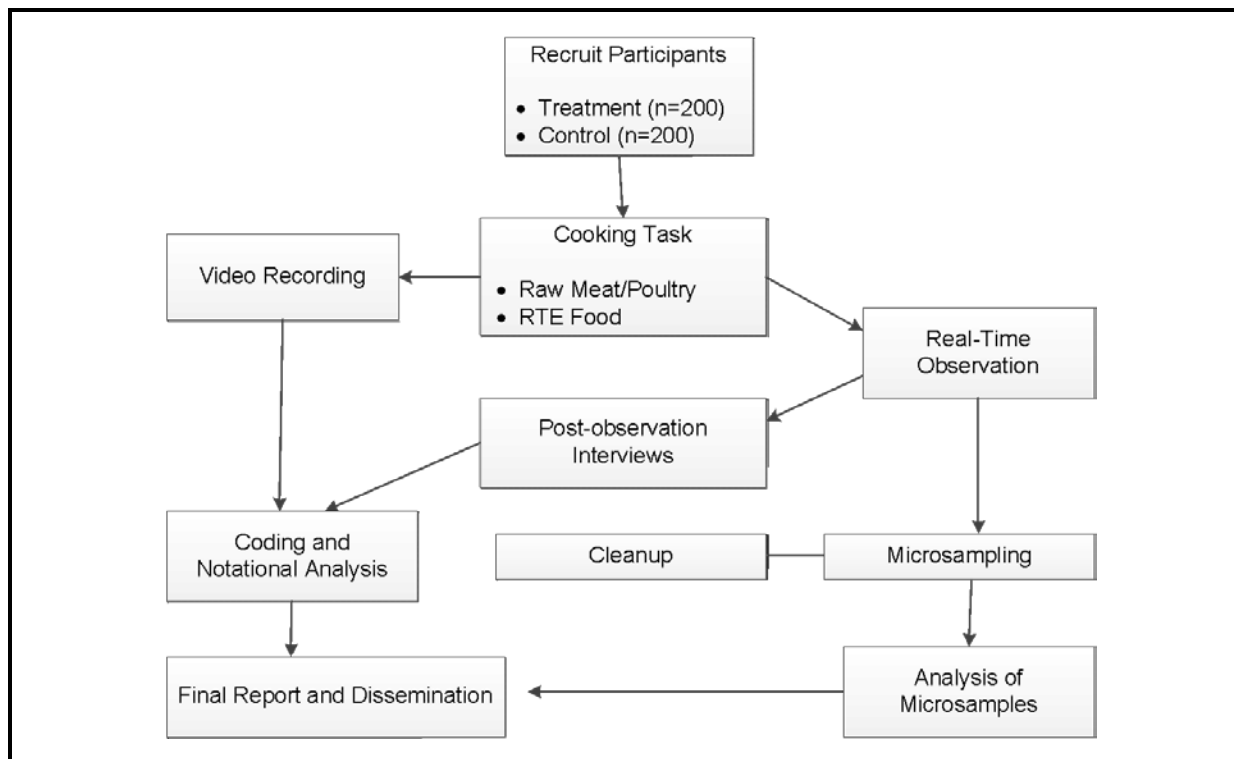 Recruit Participants
• Treatment (n=200)
• Control (n=200)
Cooking Task
• Raw Meat/Poultry
• RTE Food
Video Recording
Real-Time
Observation
Post-observation
Interviews
Coding and
Notational Analysis
Cleanup
Microsampling
Final Report and Dissemination
Analysis of
Microsamples